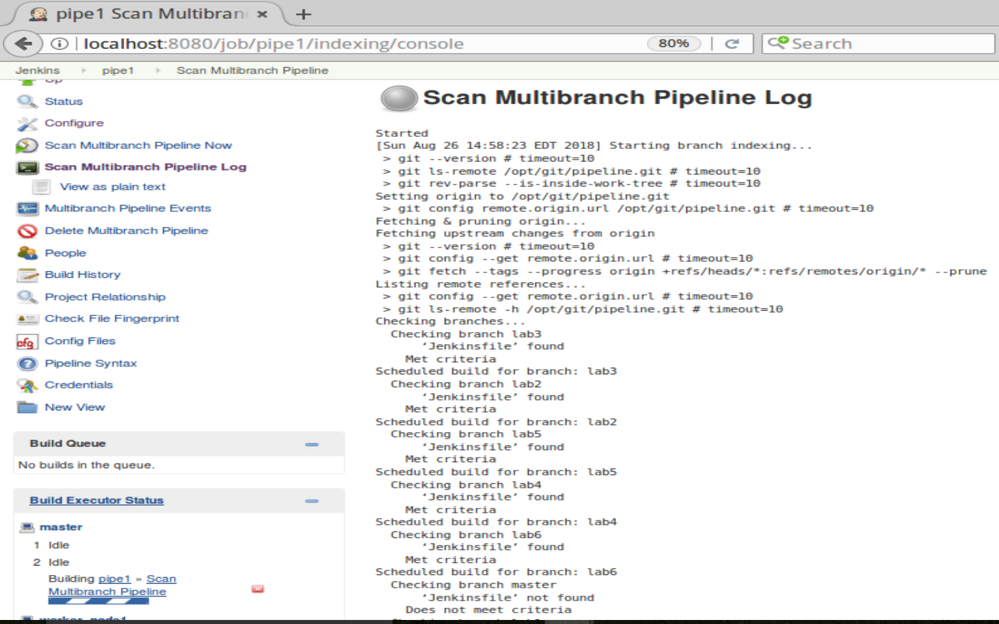 pipe1 Scan Multibran
localhost:8080/job/pipe1/indexing/console
80%
Search
Jenkins
pipe1
Scan Multibranch Pipeline
Up
Status
Configure
Scan Multibranch Pipeline Now
Scan Multibranch Pipeline Log
View as plain text
Multibranch Pipeline Events
Delete Multibranch Pipeline
People
Build History
Project Relationship
Check File Fingerprint
cfg
Config Files
Pipeline Syntax
Credentials
New View
Build Queue
No builds in the queue.
Build Executor Status
master
1 Idle
2 Idle
Building pipe1 » Scan
Multibranch Pipeline
worker_node1
Scan Multibranch Pipeline Log
Started
[Sun Aug 26 14:58:23 EDT 2018] Starting branch indexing...
> git --version # timeout=10
> git ls-remote /opt/git/pipeline.git # timeout=10
> git rev-parse --is-inside-work-tree # timeout=10
Setting origin to /opt/git/pipeline.git
> git config remote.origin.url /opt/git/pipeline.git # timeout=10
Fetching & pruning origin...
Fetching upstream changes from origin
> git --version # timeout=10
> git config --get remote.origin.url # timeout=10
> git fetch --tags --progress origin +refs/heads/*:refs/remotes/origin/* --prune
Listing remote references...
> git config --get remote.origin.url # timeout=10
> git ls-remote -h /opt/git/pipeline.git # timeout=10
Checking branches...
Checking branch lab3
‘Jenkinsfile’ found
Met criteria
Scheduled build for branch: lab3
Checking branch lab2
‘Jenkinsfile’ found
Met criteria
Scheduled build for branch: lab2
Checking branch lab5
‘Jenkinsfile’ found
Met criteria
Scheduled build for branch: lab5
Checking branch lab4
‘Jenkinsfile’ found
Met criteria
Scheduled build for branch: lab4
Checking branch lab6
‘Jenkinsfile’ found
Met criteria
Scheduled build for branch: lab6
Checking branch master
‘Jenkinsfile’ not found
Does not meet criteria